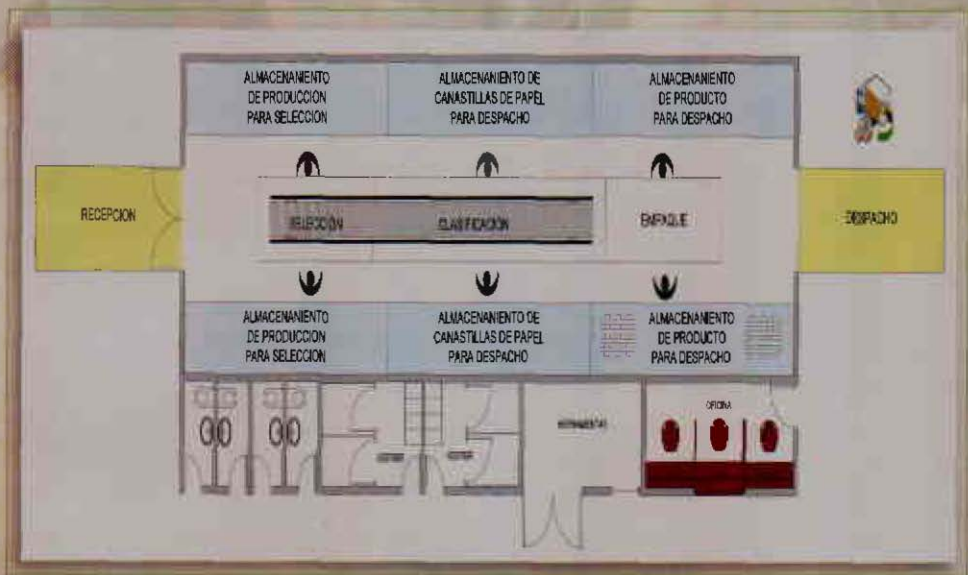 ALMACENAMIENTO
DE PRODUCCION
PARA SELECCION
ALMACENAMIENTO DE
CANASTILLAS DE PAPEL
PARA DESPACHO
ALMACENAMIENTO
DE PRODUCTO
PARA DESPACHO
RECEPCION
SELECCION
CLASIFICACION
EMPAQUE
DESPACHO
ALMACENAMIENTO
DE PRODUCCION
PARA SELECCION
ALMACENAMIENTO DE
CANASTILLAS DE PAPEL
PARA DESPACHO
ALMACENAMIENTO
DE PRODUCTO
PARA DESPACHO
OFICINA